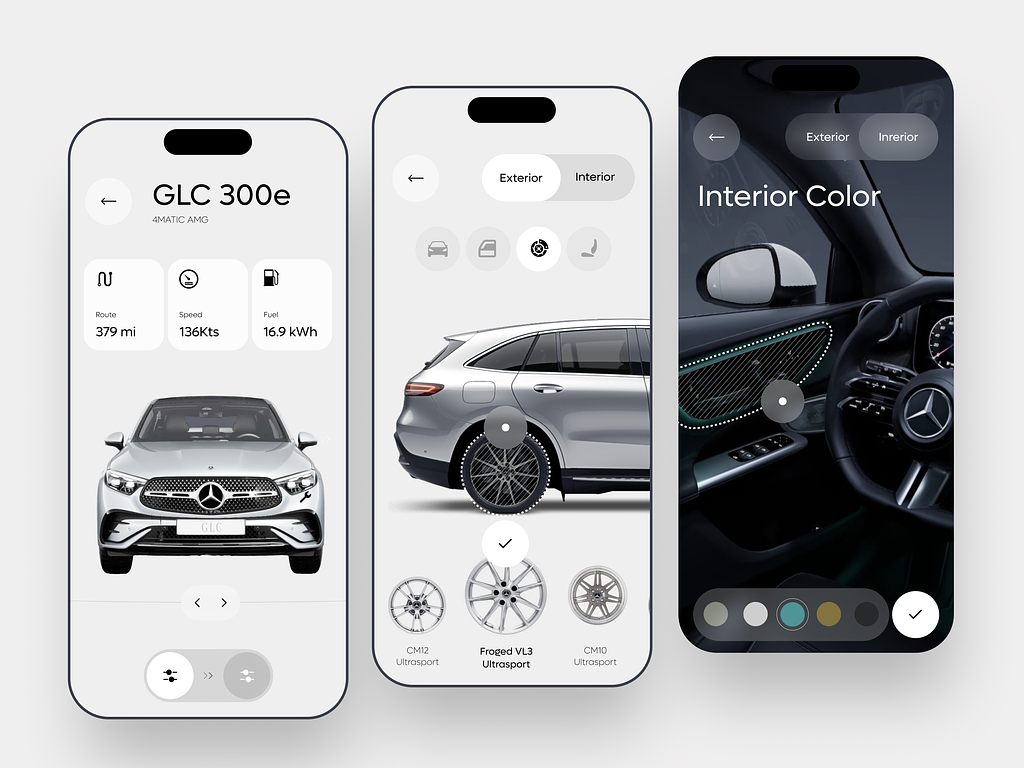 GLC 300e
4MATIC AMG
Route
379 mi
Speed
136Kts
Fuel
16.9 kWh
GLC
Exterior
Interior
CM12
Ultrasport
Froged VL3
Ultrasport
CM10
Ultrasport
Exterior
Inrerior
Interior Color